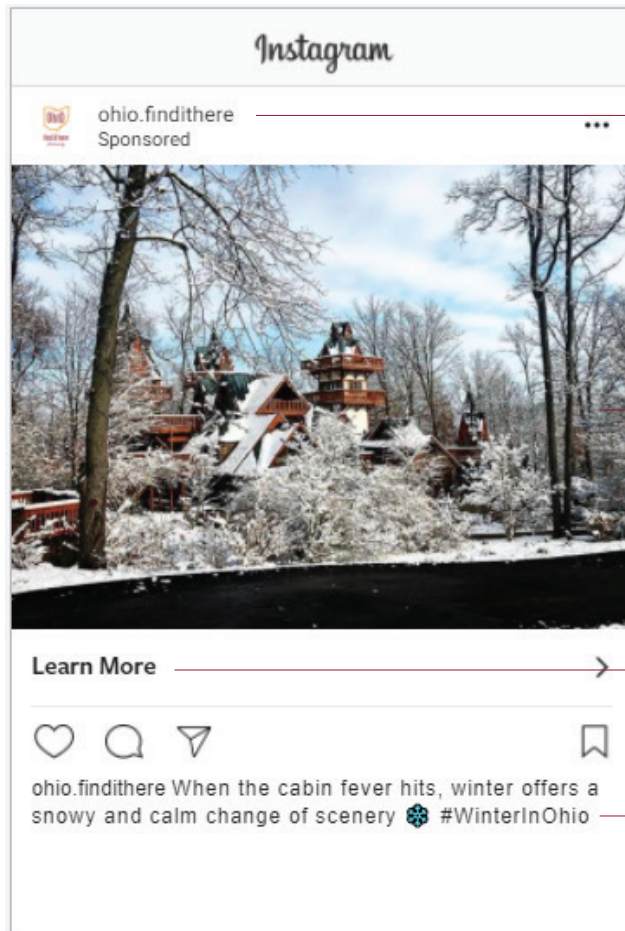 Instagram
Ohio
ohio.findithere
Sponsored
Learn More
ohio.findithere When the cabin fever hits, winter offers a
snowy and calm change of scenery #WinterInOhio